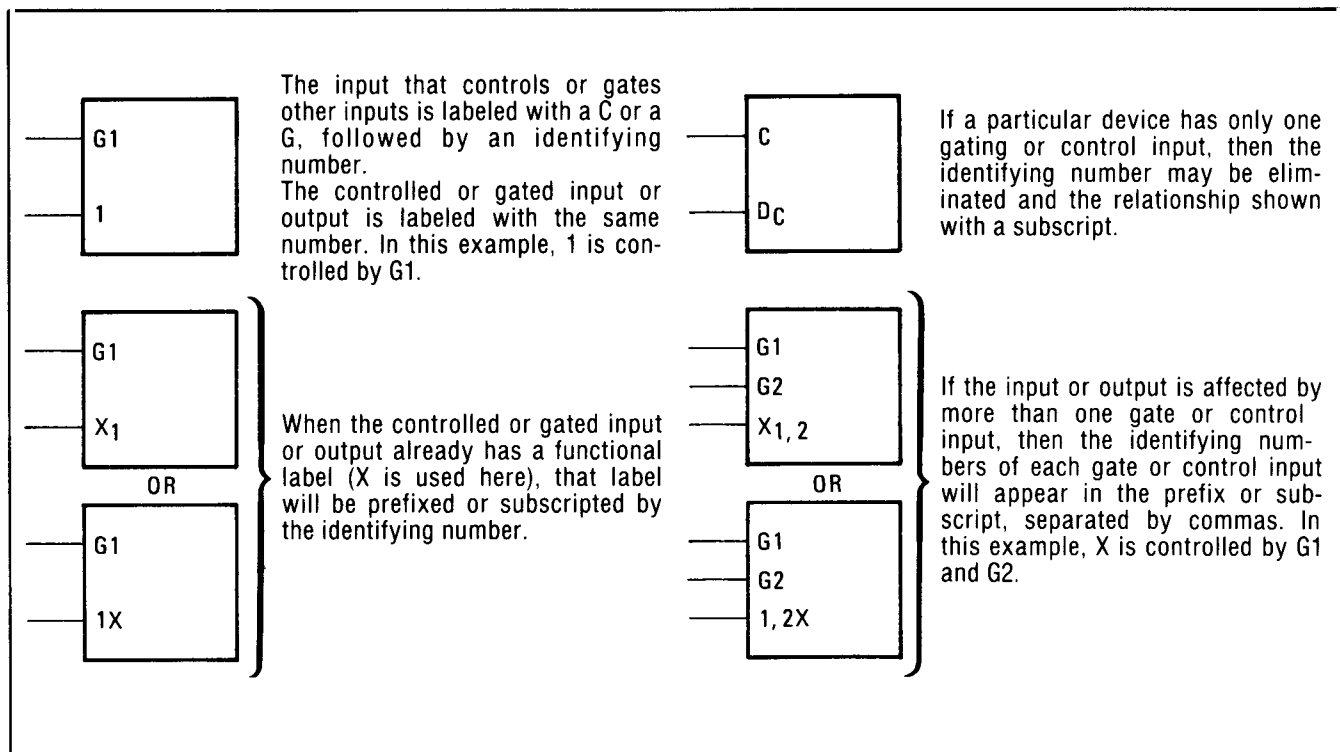 G1
1
The input that controls or gates
other inputs is labeled with a C or a
G, followed by an identifying
number.
The controlled or gated input or
output is labeled with the same
number. In this example, 1 is con-
trolled by G1.
G1
X1
OR
G1
1X
When the controlled or gated input
or output already has a functional
label (X is used here), that label
will be prefixed or subscripted by
the identifying number.
C
DC
If a particular device has only one
gating or control input, then the
identifying number may be elim-
inated and the relationship shown
with a subscript.
G1
G2
X1, 2
OR
G1
G2
1, 2X
If the input or output is affected by
more than one gate or control
input, then the identifying num-
bers of each gate or control input
will appear in the prefix or sub-
script, separated by commas. In
this example, X is controlled by G1
and G2.